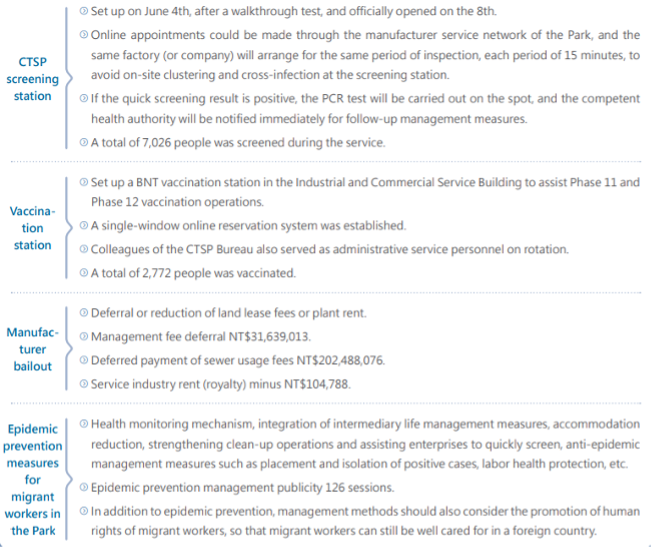 CTSP
screening
station
Set up on June 4th, after a walkthrough test, and officially opened on the 8th.
Online appointments could be made through the manufacturer service network of the Park, and the
same factory (or company) will arrange for the same period of inspection, each period of 15 minutes, to
avoid on-site clustering and cross-infection at the screening station.
If the quick screening result is positive, the PCR test will be carried out on the spot, and the competent
health authority will be notified immediately for follow-up management measures.
A total of 7,026 people was screened during the service.
Vaccina-
tion
station
Set up a BNT vaccination station in the Industrial and Commercial Service Building to assist Phase 11 and
Phase 12 vaccination operations.
A single-window online reservation system was established.
Colleagues of the CTSP Bureau also served as administrative service personnel on rotation.
A total of 2,772 people was vaccinated.
Manufac-
turer
bailout
Deferral or reduction of land lease fees or plant rent.
Management fee deferral NT$31,639,013.
Deferred payment of sewer usage fees NT$202,488,076.
Service industry rent (royalty) minus NT$104,788.
Epidemic
prevention
measures
for
migrant
workers in
the Park
Health monitoring mechanism, integration of intermediary life management measures, accommodation
reduction, strengthening clean-up operations and assisting enterprises to quickly screen, anti-epidemic
management measures such as placement and isolation of positive cases, labor health protection, etc.
Epidemic prevention management publicity 126 sessions.
In addition to epidemic prevention, management methods should also consider the promotion of human
rights of migrant workers, so that migrant workers can still be well cared for in a foreign country.